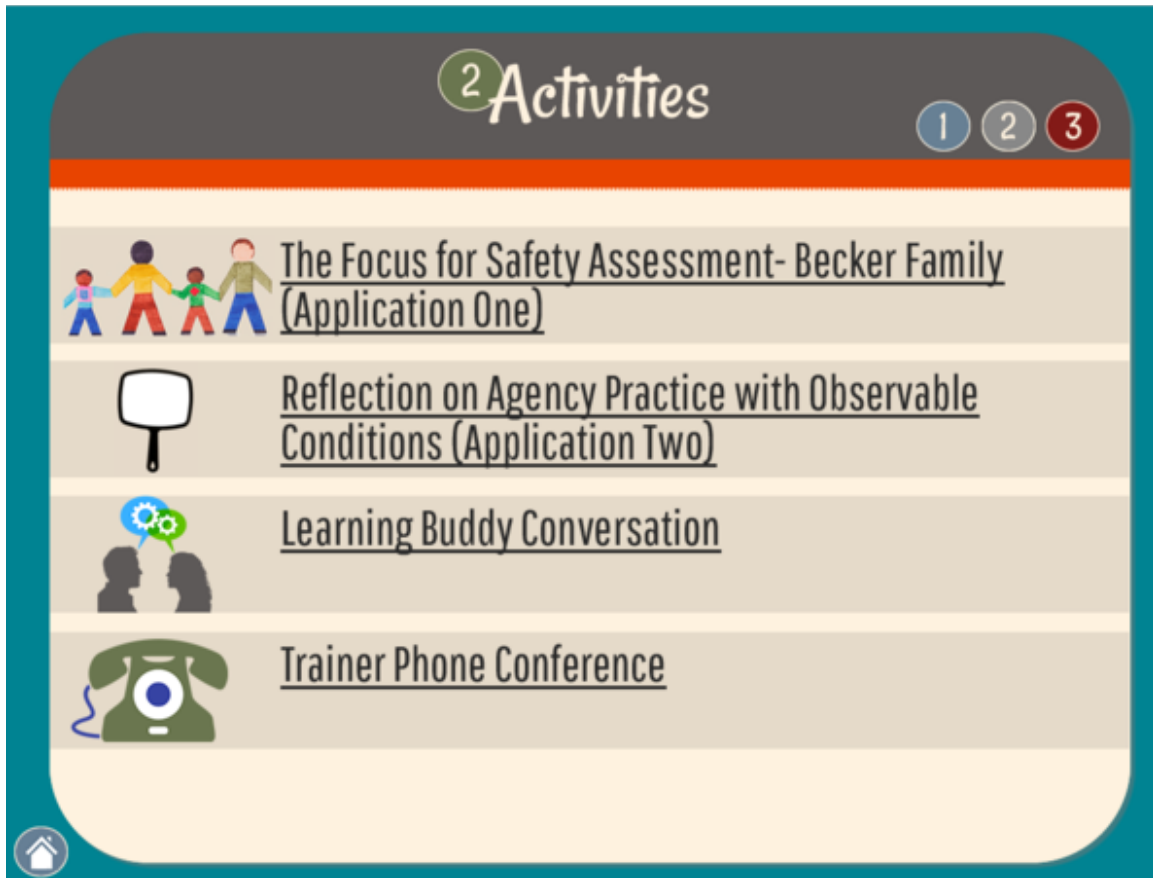 2 Activities
1 2 3
The Focus for Safety Assessment- Becker Family
(Application One)
Reflection on Agency Practice with Observable
Conditions (Application Two)
Learning Buddy Conversation
Trainer Phone Conference